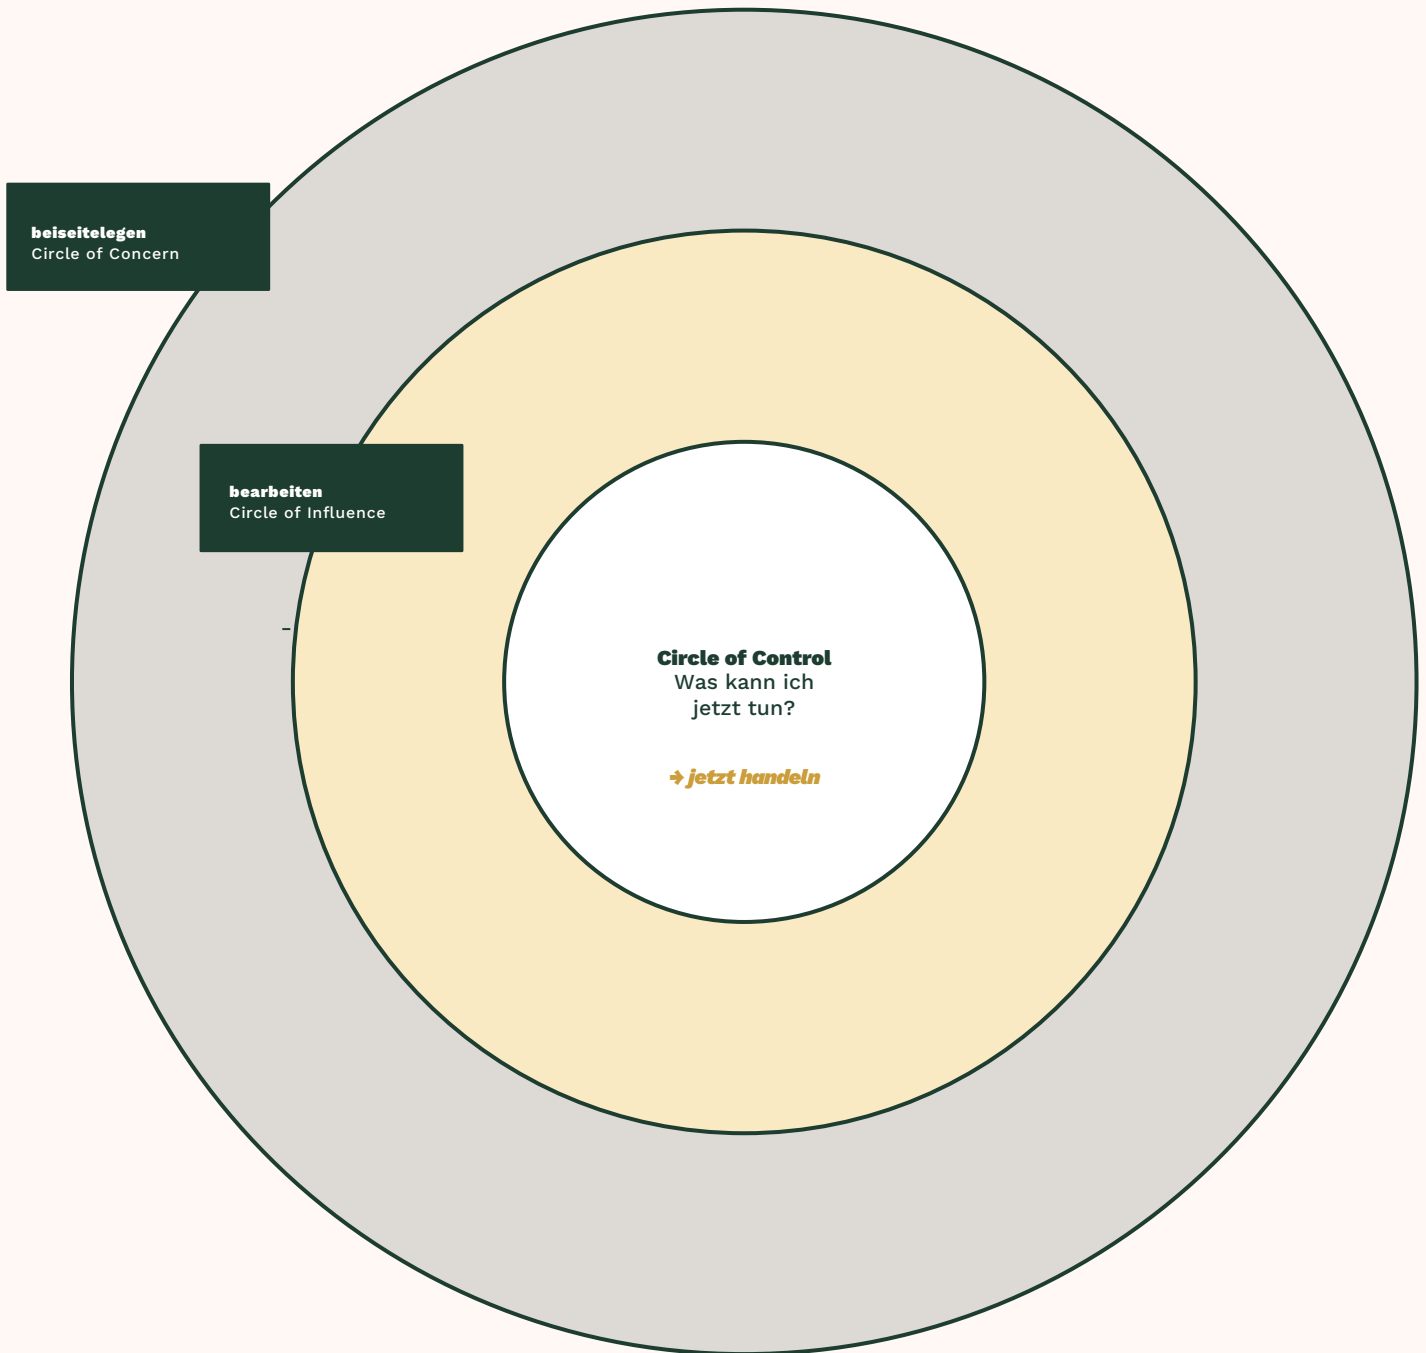 beiseitelegen
Circle of Concern
bearbeiten
Circle of Influence
–
Circle of Control
Was kann ich
jetzt tun?
→ jetzt handeln